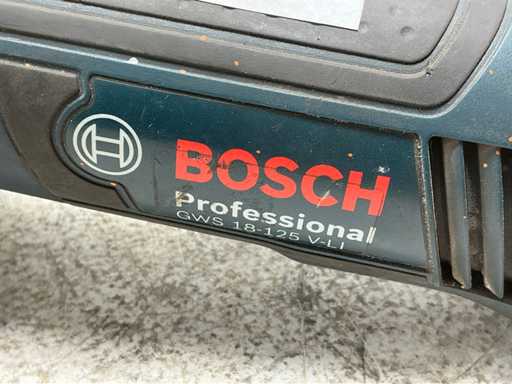 BOSCH
Professional
GWS 18-125 V-LI